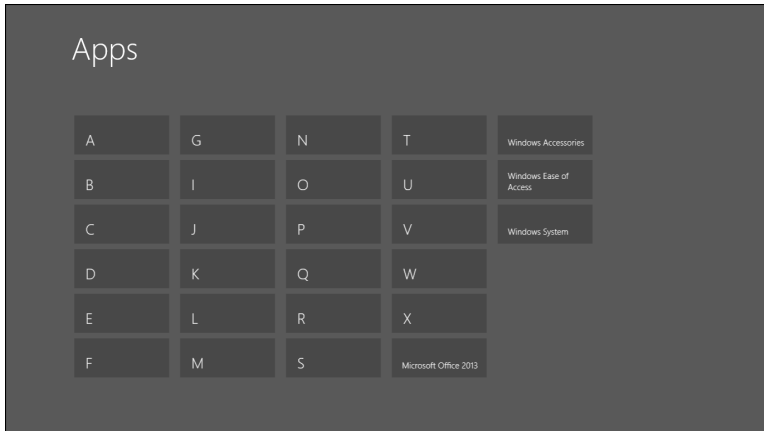 Apps
A
B
C
D
E
F
G
I
J
K
L
M
N
O
P
Q
R
S
T
U
V
W
X
Microsoft Office 2013
Windows Accessories
Windows Ease of
Access
Windows System